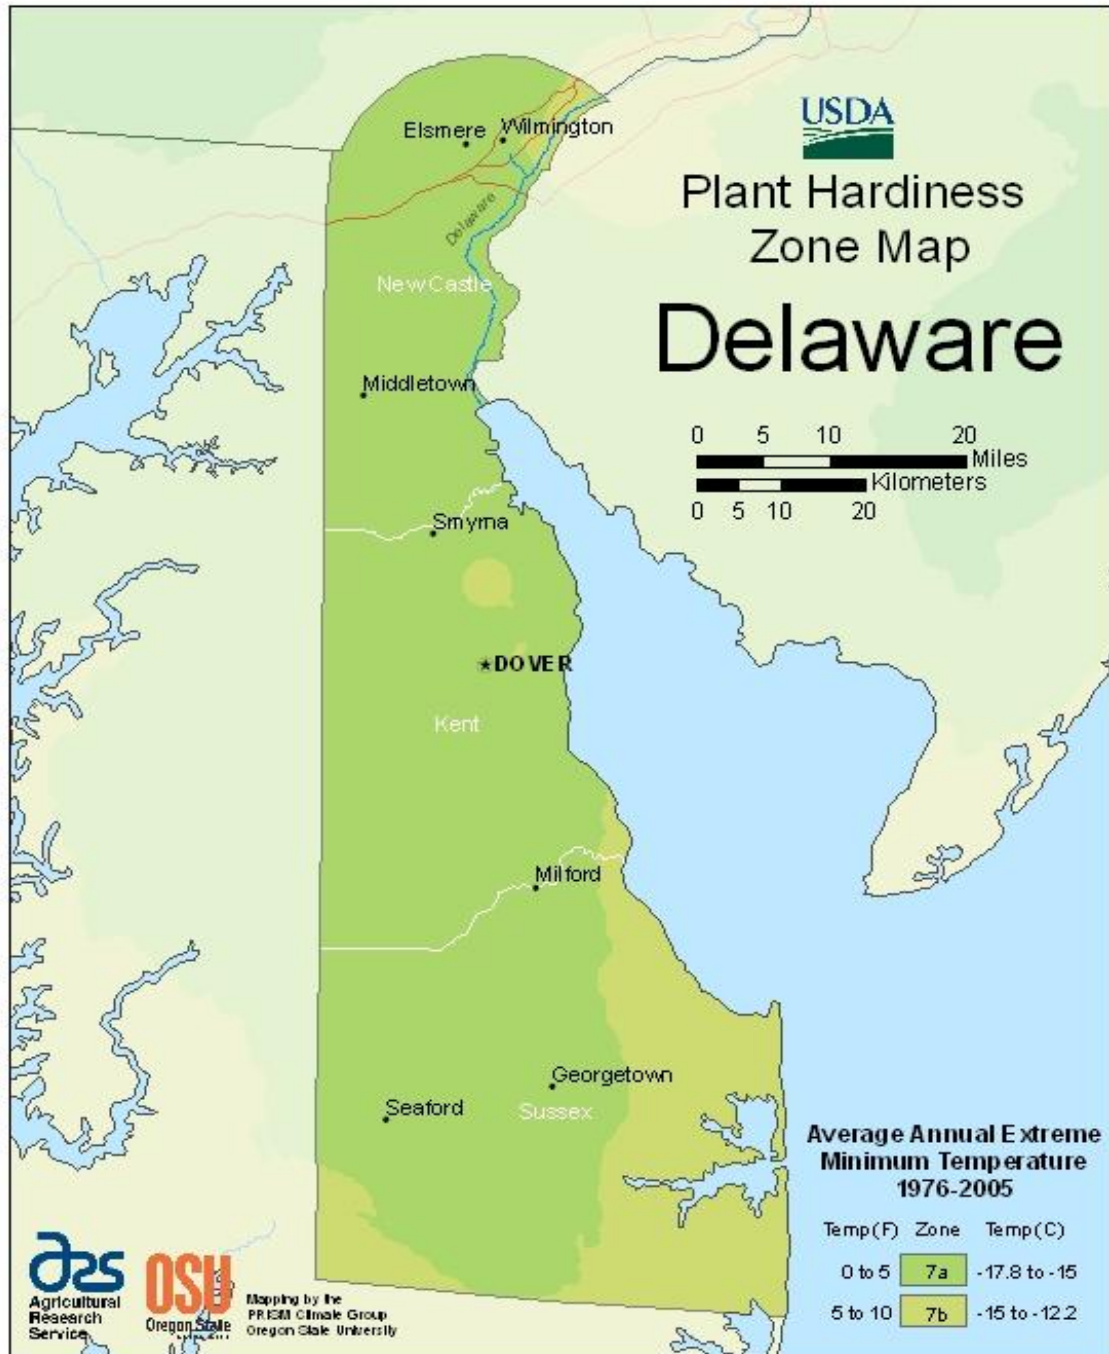 USDA
Plant Hardiness
Zone Map
Delaware
0 5 10 20
Miles
Kilometers
0 5 10 20
Elsmere
Wilmington
Delaware
New Castle
Middletown
Smyrna
DOVER
Kent
Milford
Georgetown
Seaford
Sussex
Average Annual Extreme
Minimum Temperature
1976-2005
Temp (F) Zone Temp (C)
0 to 5 7a -17.8 to -15
5 to 10 7b -15 to -12.2
ars
Agricultural
Research
Service
OSU
Oregon State
Mapping by the
PRISM Climate Group
Oregon State University